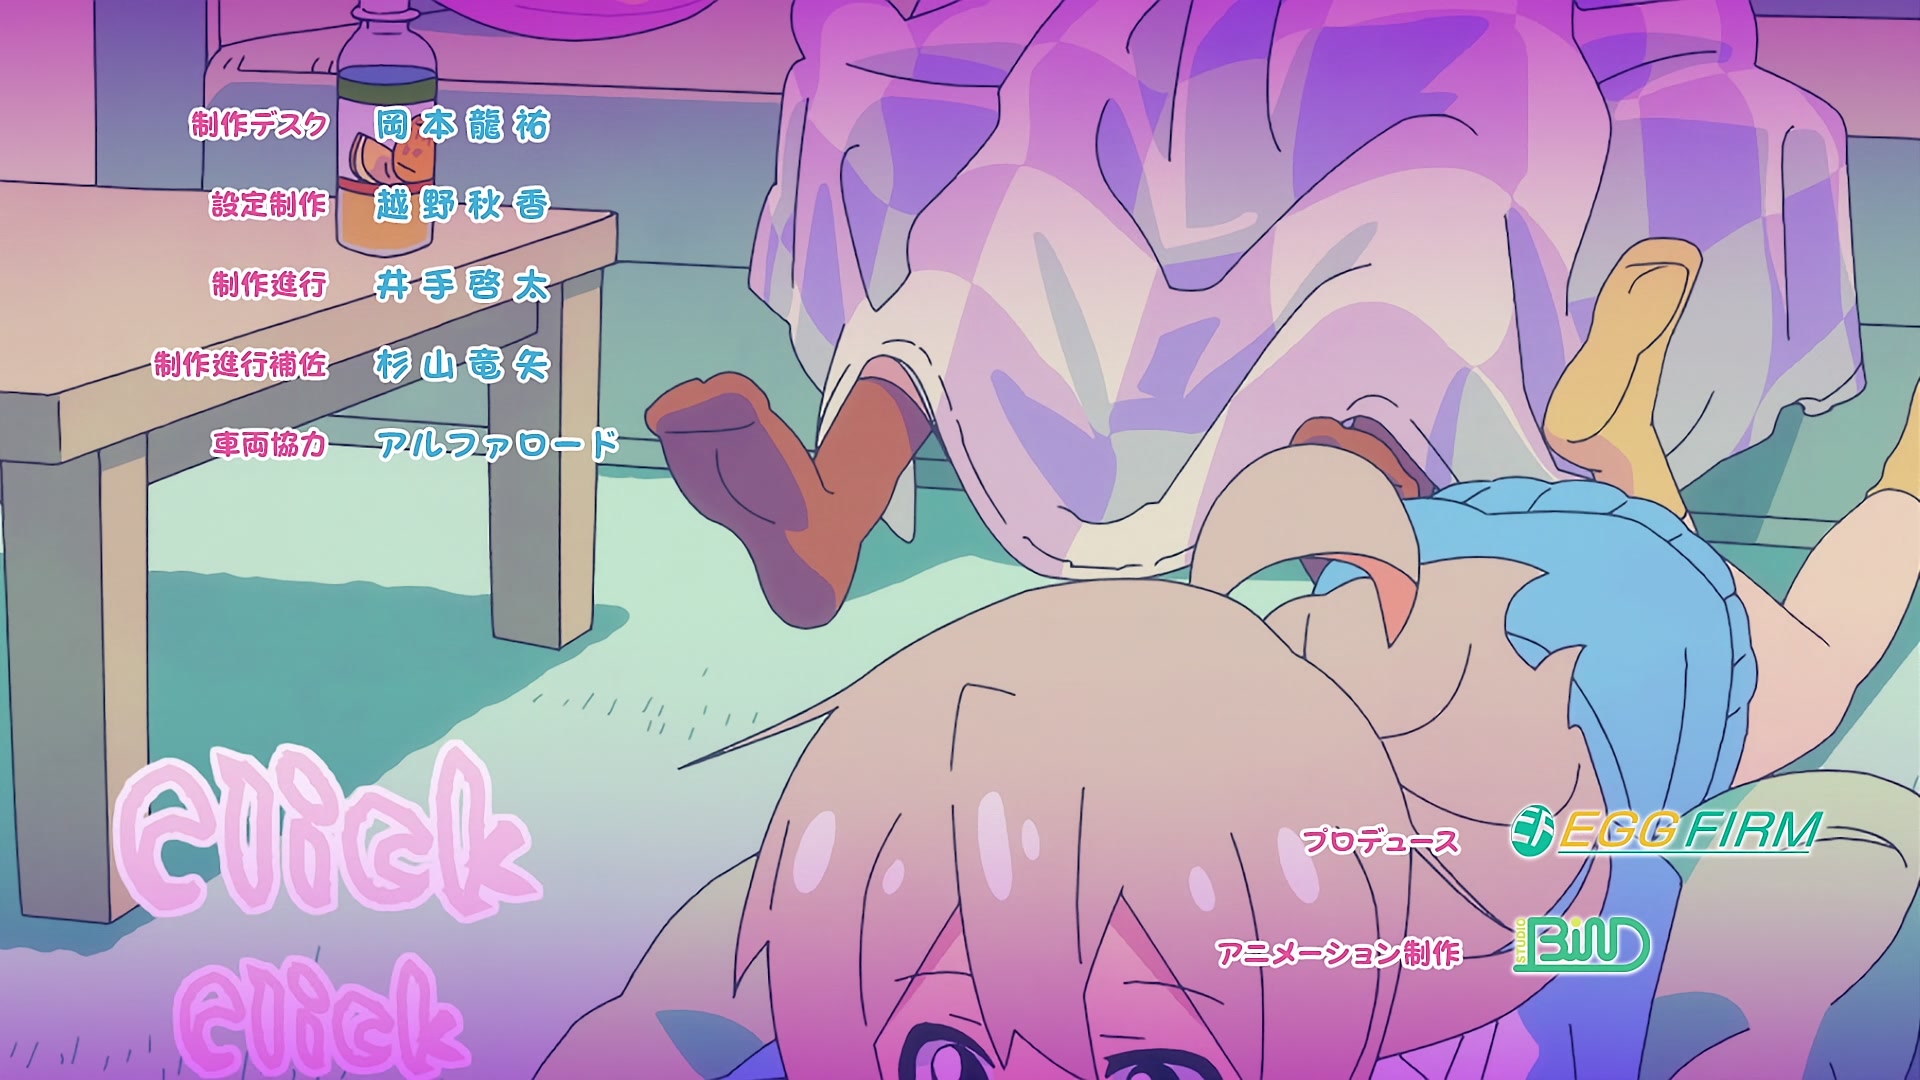 制作デスク 岡本龍祐
設定制作 越野秋香
制作進行 井手啓太
制作進行補佐 杉山竜矢
車両協力 アルファロード
click
click
プロデュース EGG FIRM
アニメーション制作 STUDIO BiND